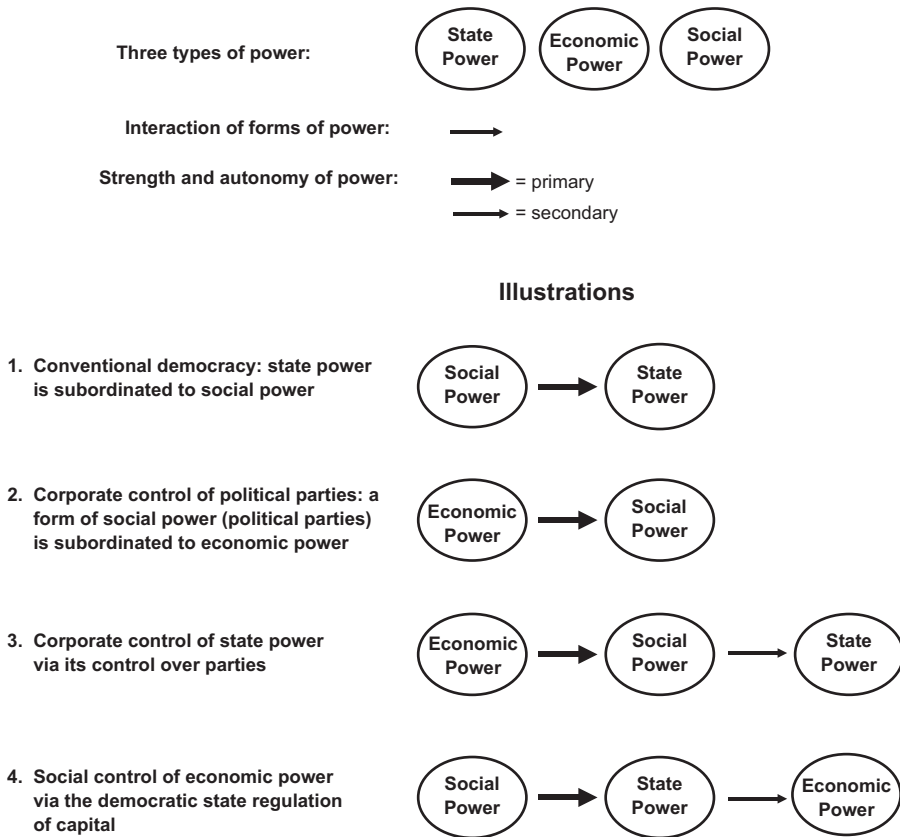 Three types of power:
State
Power
Economic
Power
Social
Power
Interaction of forms of power:
Strength and autonomy of power:
= primary
= secondary
Illustrations
1. Conventional democracy: state power
is subordinated to social power
Social
Power
State
Power
2. Corporate control of political parties: a
form of social power (political parties)
is subordinated to economic power
Economic
Power
Social
Power
3. Corporate control of state power
via its control over parties
Economic
Power
Social
Power
State
Power
4. Social control of economic power
via the democratic state regulation
of capital
Social
Power
State
Power
Economic
Power